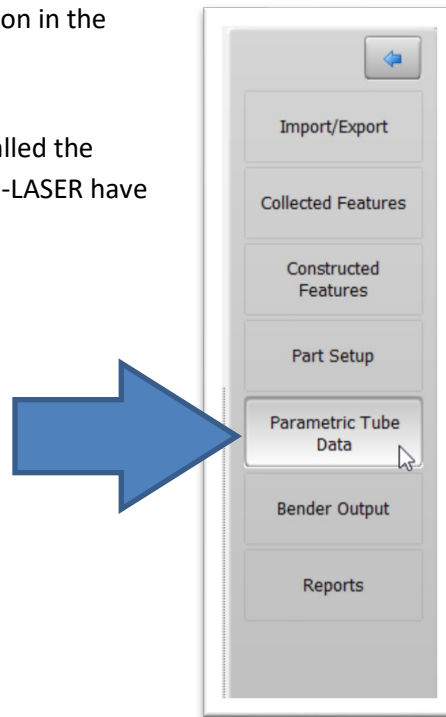 on in the
lled the
-LASER have
Import/Export
Collected Features
Constructed
Features
Part Setup
Parametric Tube
Data
Bender Output
Reports